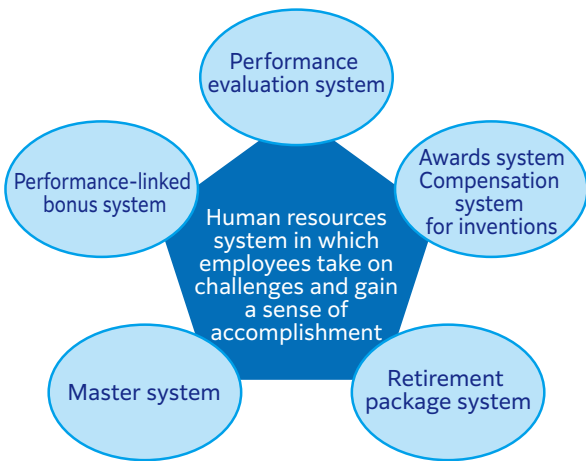 Performance
evaluation system
Performance-linked
bonus system
Awards system
Compensation
system
for inventions
Human resources
system in which
employees take on
challenges and gain
a sense of
accomplishment
Master system
Retirement
package system